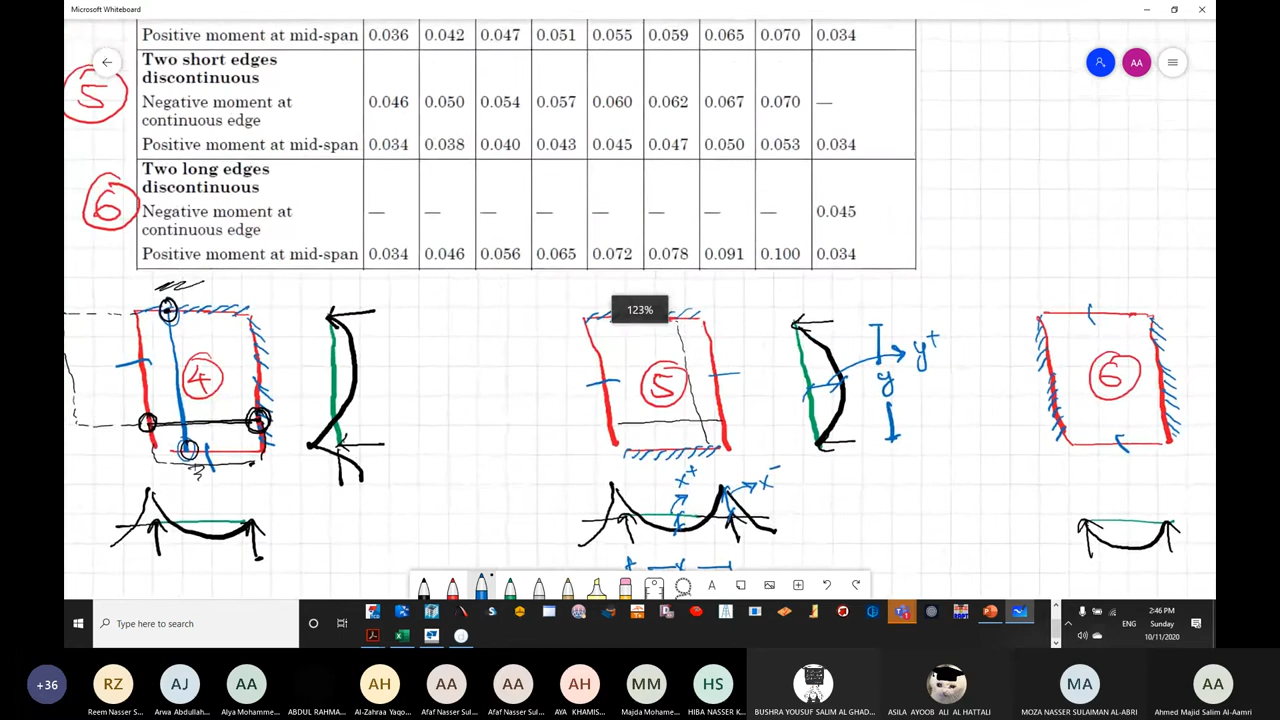 Microsoft Whiteboard
Positive moment at mid-span 0.036 0.042 0.047 0.051 0.055 0.059 0.065 0.070 0.034
5
Two short edges
discontinuous
Negative moment at 0.046 0.050 0.054 0.057 0.060 0.062 0.067 0.070 —
continuous edge
Positive moment at mid-span 0.034 0.038 0.040 0.043 0.045 0.047 0.050 0.053 0.034
6
Two long edges
discontinuous
Negative moment at — — — — — — — — 0.045
continuous edge
Positive moment at mid-span 0.034 0.046 0.056 0.065 0.072 0.078 0.091 0.100 0.034
123%
4
5
y+
y
6
x+
x-
AA
A
Type here to search
ENG
2:46 PM
Sunday
10/11/2020
+36
RZ
AJ
AA
AH
AA
AA
AH
MM
HS
MA
AA
Reem Nasser S...
Arwa Abdullah...
Alya Mohamme...
ABDUL RAHMA...
Al-Zahraa Yaqo...
Afaf Nasser Sul...
Afaf Nasser Sul...
AYA KHAMIS...
Majda Mohame...
HIBA NASSER K...
BUSHRA YOUSUF SALIM AL GHAD...
ASILA AYOOB ALI AL HATTALI
MOZA NASSER SULAIMAN AL-ABRI
Ahmed Majid Salim Al-Aamri